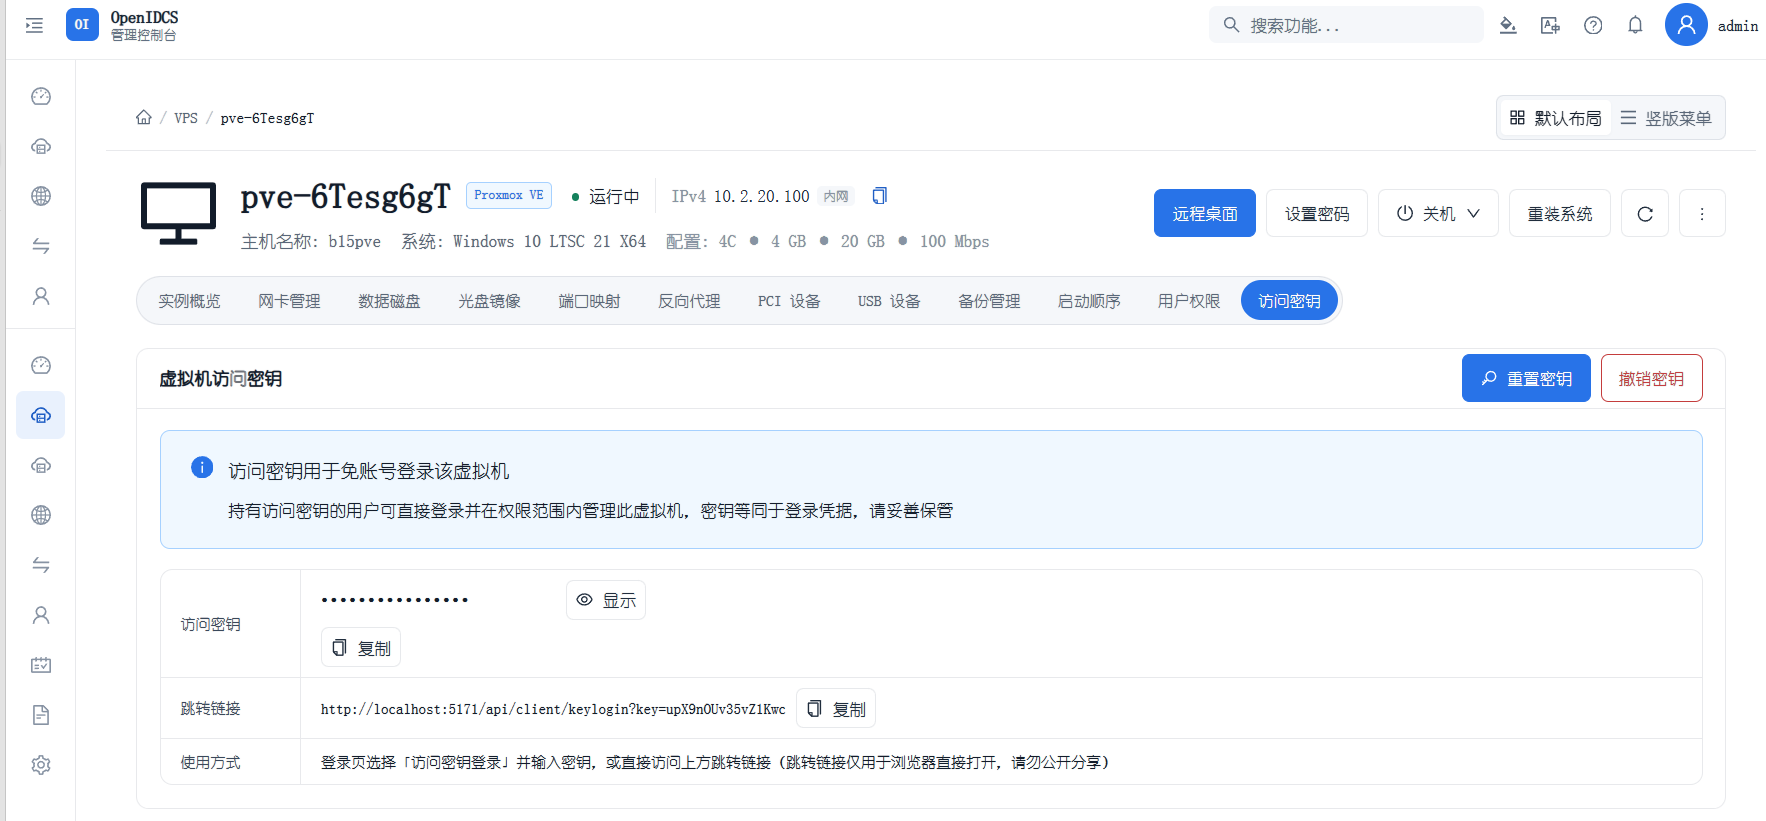 OI OpenIDCS
管理控制台
搜索功能...
admin
/ VPS / pve-6Tesg6gT
默认布局 竖版菜单
pve-6Tesg6gT Proxmox VE 运行中 IPv4 10.2.20.100 内网
远程桌面 设置密码 关机 重装系统
主机名称: b15pve 系统: Windows 10 LTSC 21 X64 配置: 4C ● 4 GB ● 20 GB ● 100 Mbps
实例概览 网卡管理 数据磁盘 光盘镜像 端口映射 反向代理 PCI 设备 USB 设备 备份管理 启动顺序 用户权限 访问密钥
虚拟机访问密钥
重置密钥 撤销密钥
访问密钥用于免账号登录该虚拟机
持有访问密钥的用户可直接登录并在权限范围内管理此虚拟机，密钥等同于登录凭据，请妥善保管
访问密钥
•••••••••••••••• 显示
复制
跳转链接 http://localhost:5171/api/client/keylogin?key=upX9nOUv35vZ1Kwc 复制
使用方式 登录页选择「访问密钥登录」并输入密钥，或直接访问上方跳转链接（跳转链接仅用于浏览器直接打开，请勿公开分享）